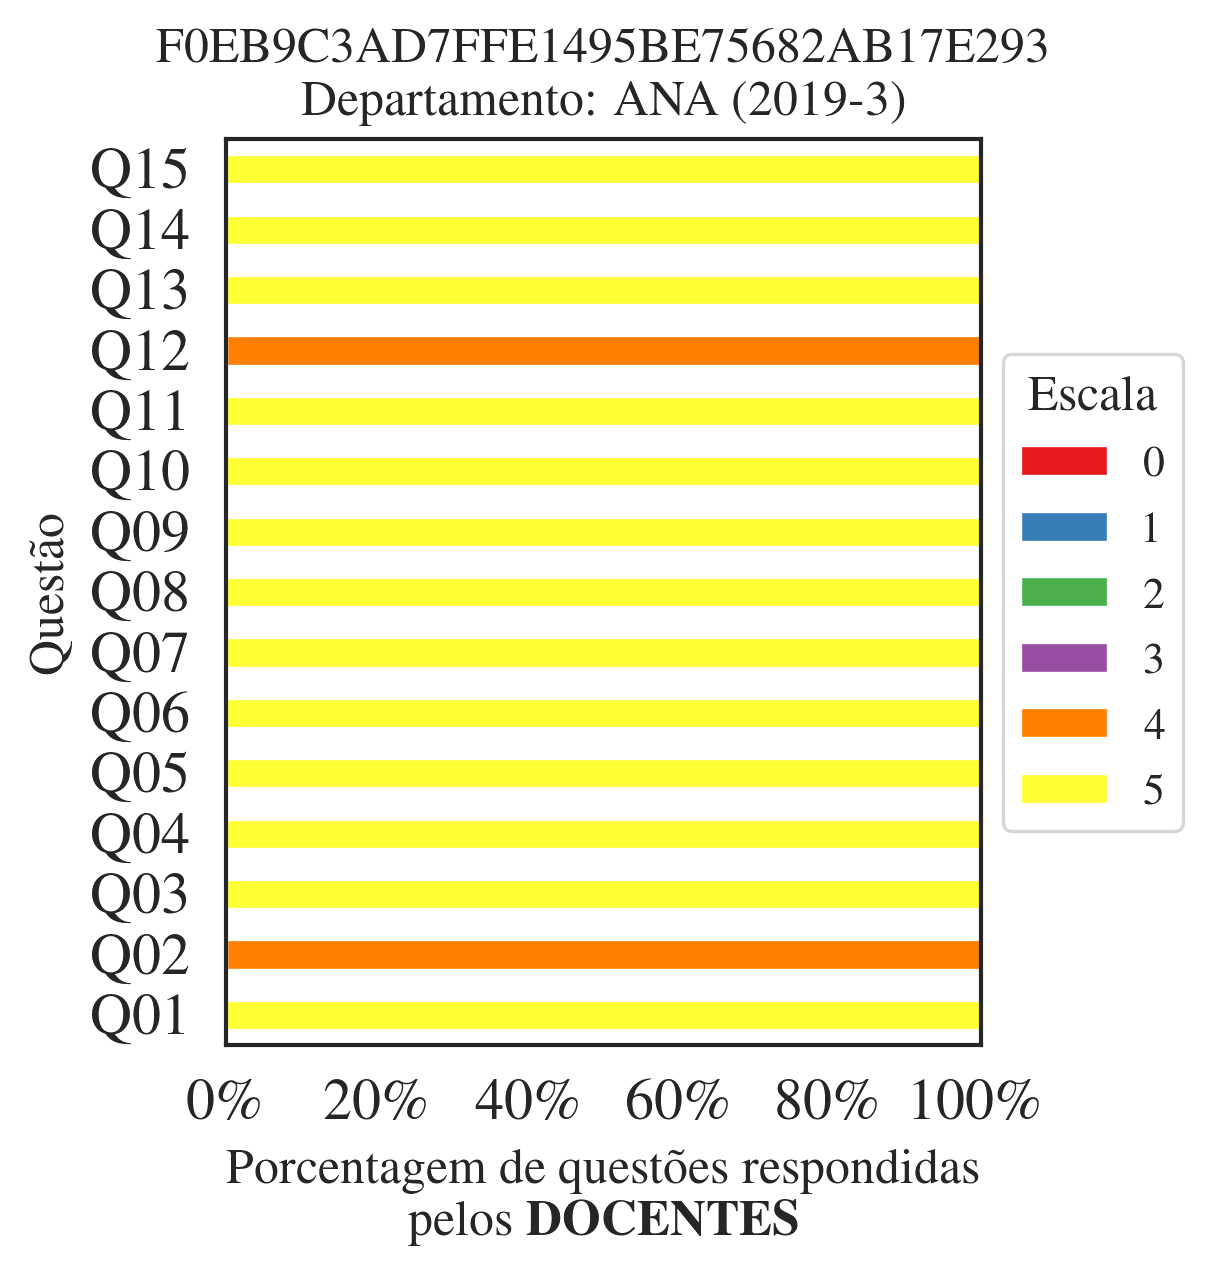 F0EB9C3AD7FFE1495BE75682AB17E293
Departamento: ANA (2019-3)
Q15
Q14
Q13
Q12
Q11
Q10
Q09
Q08
Q07
Q06
Q05
Q04
Q03
Q02
Q01
Questão
0% 20% 40% 60% 80% 100%
Porcentagem de questões respondidas
pelos DOCENTES
Escala
0
1
2
3
4
5